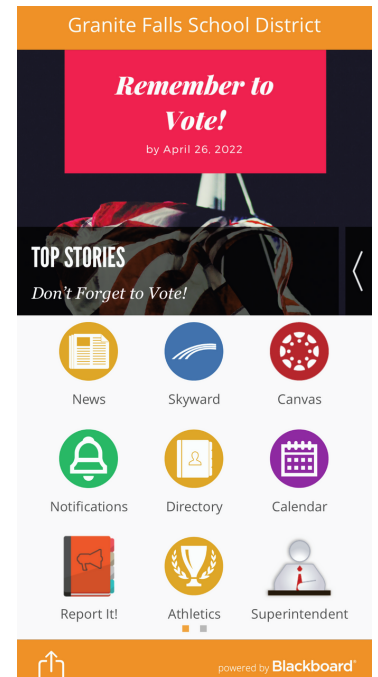 Granite Falls School District
Remember to
Vote!
by April 26, 2022
TOP STORIES
Don't Forget to Vote!
News Skyward Canvas
Notifications Directory Calendar
Report It! Athletics Superintendent
powered by Blackboard®